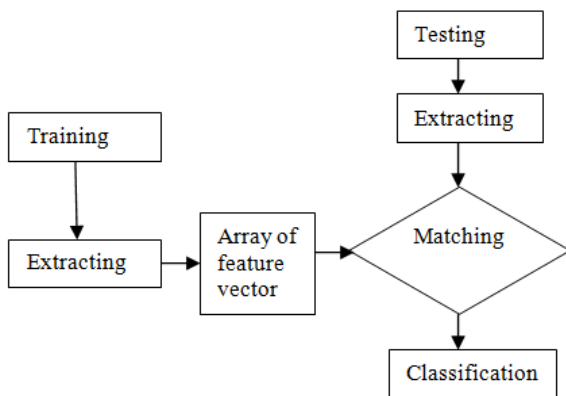 Testing
Extracting
Training
Extracting
Array of
feature
vector
Matching
Classification